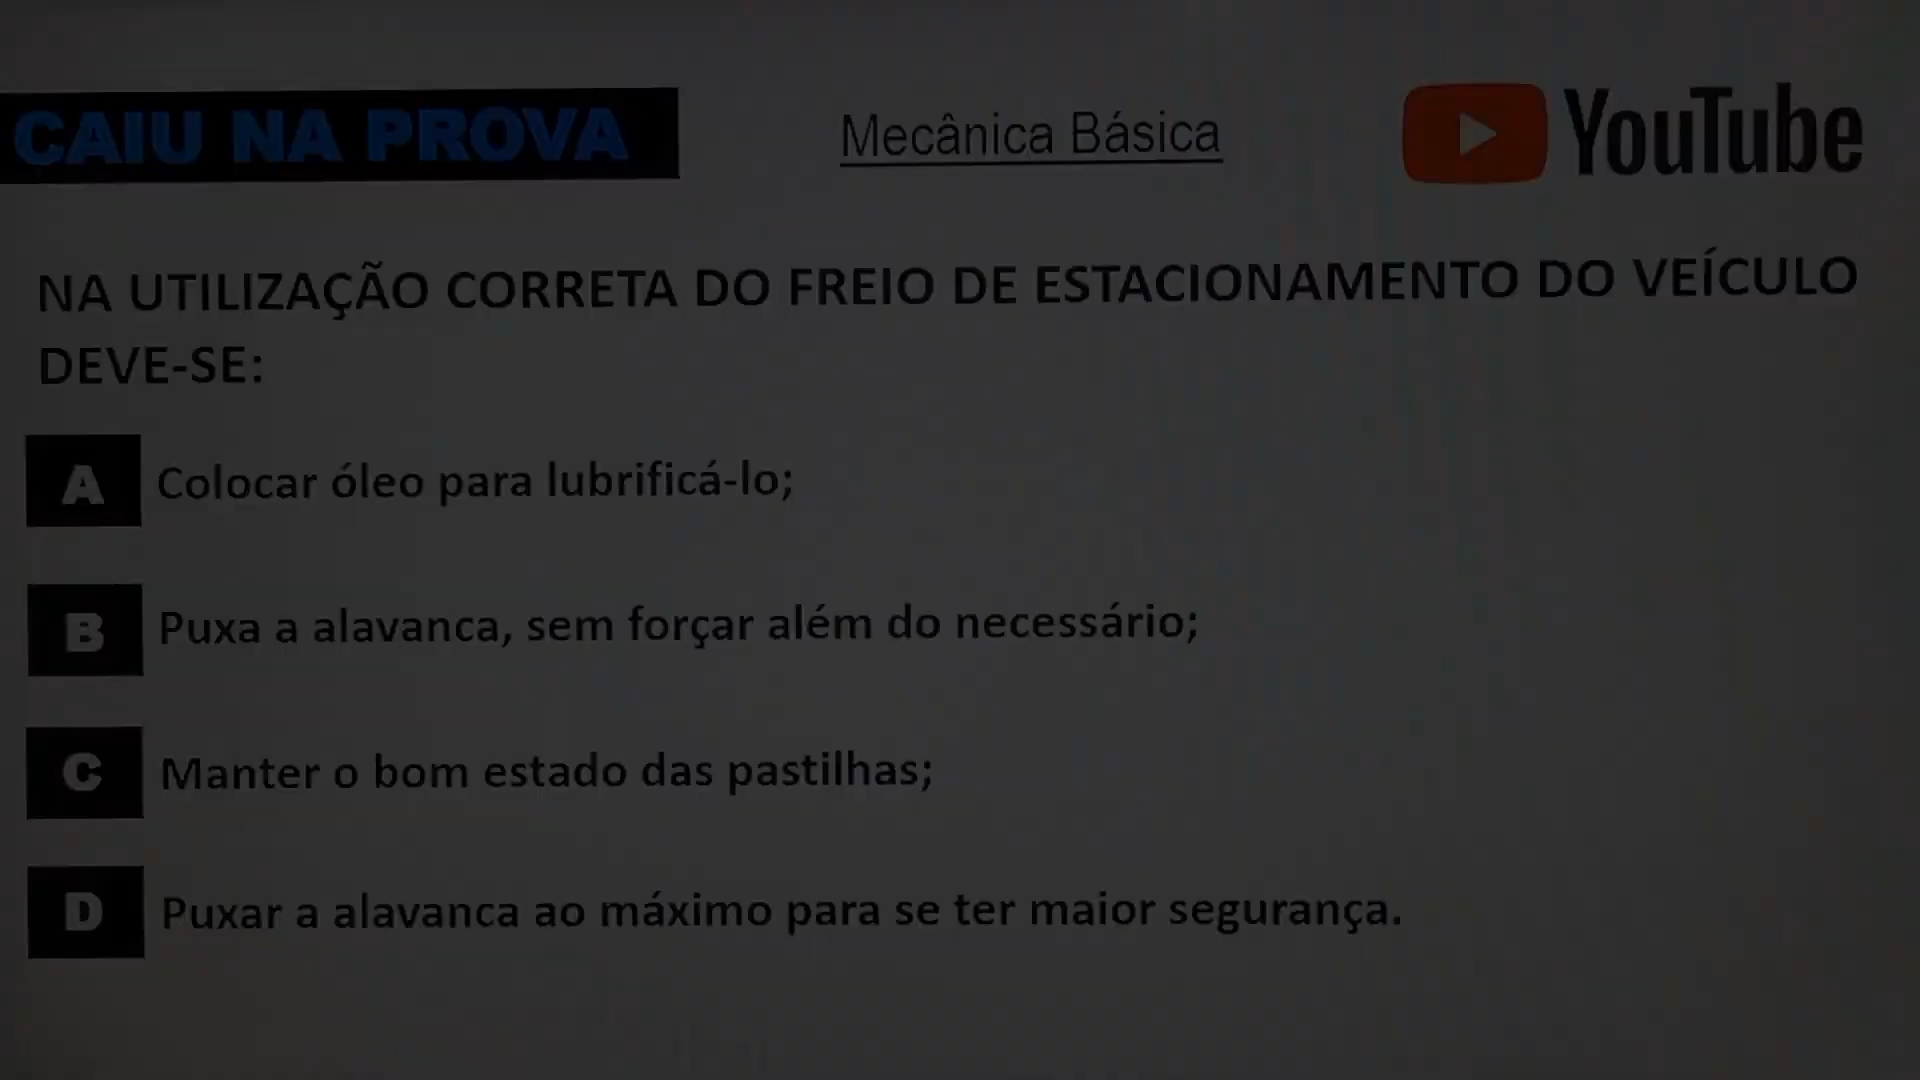 CAIU NA PROVA
Mecânica Básica
YouTube
NA UTILIZAÇÃO CORRETA DO FREIO DE ESTACIONAMENTO DO VEÍCULO
DEVE-SE:
A Colocar óleo para lubrificá-lo;
B Puxa a alavanca, sem forçar além do necessário;
C Manter o bom estado das pastilhas;
D Puxar a alavanca ao máximo para se ter maior segurança.